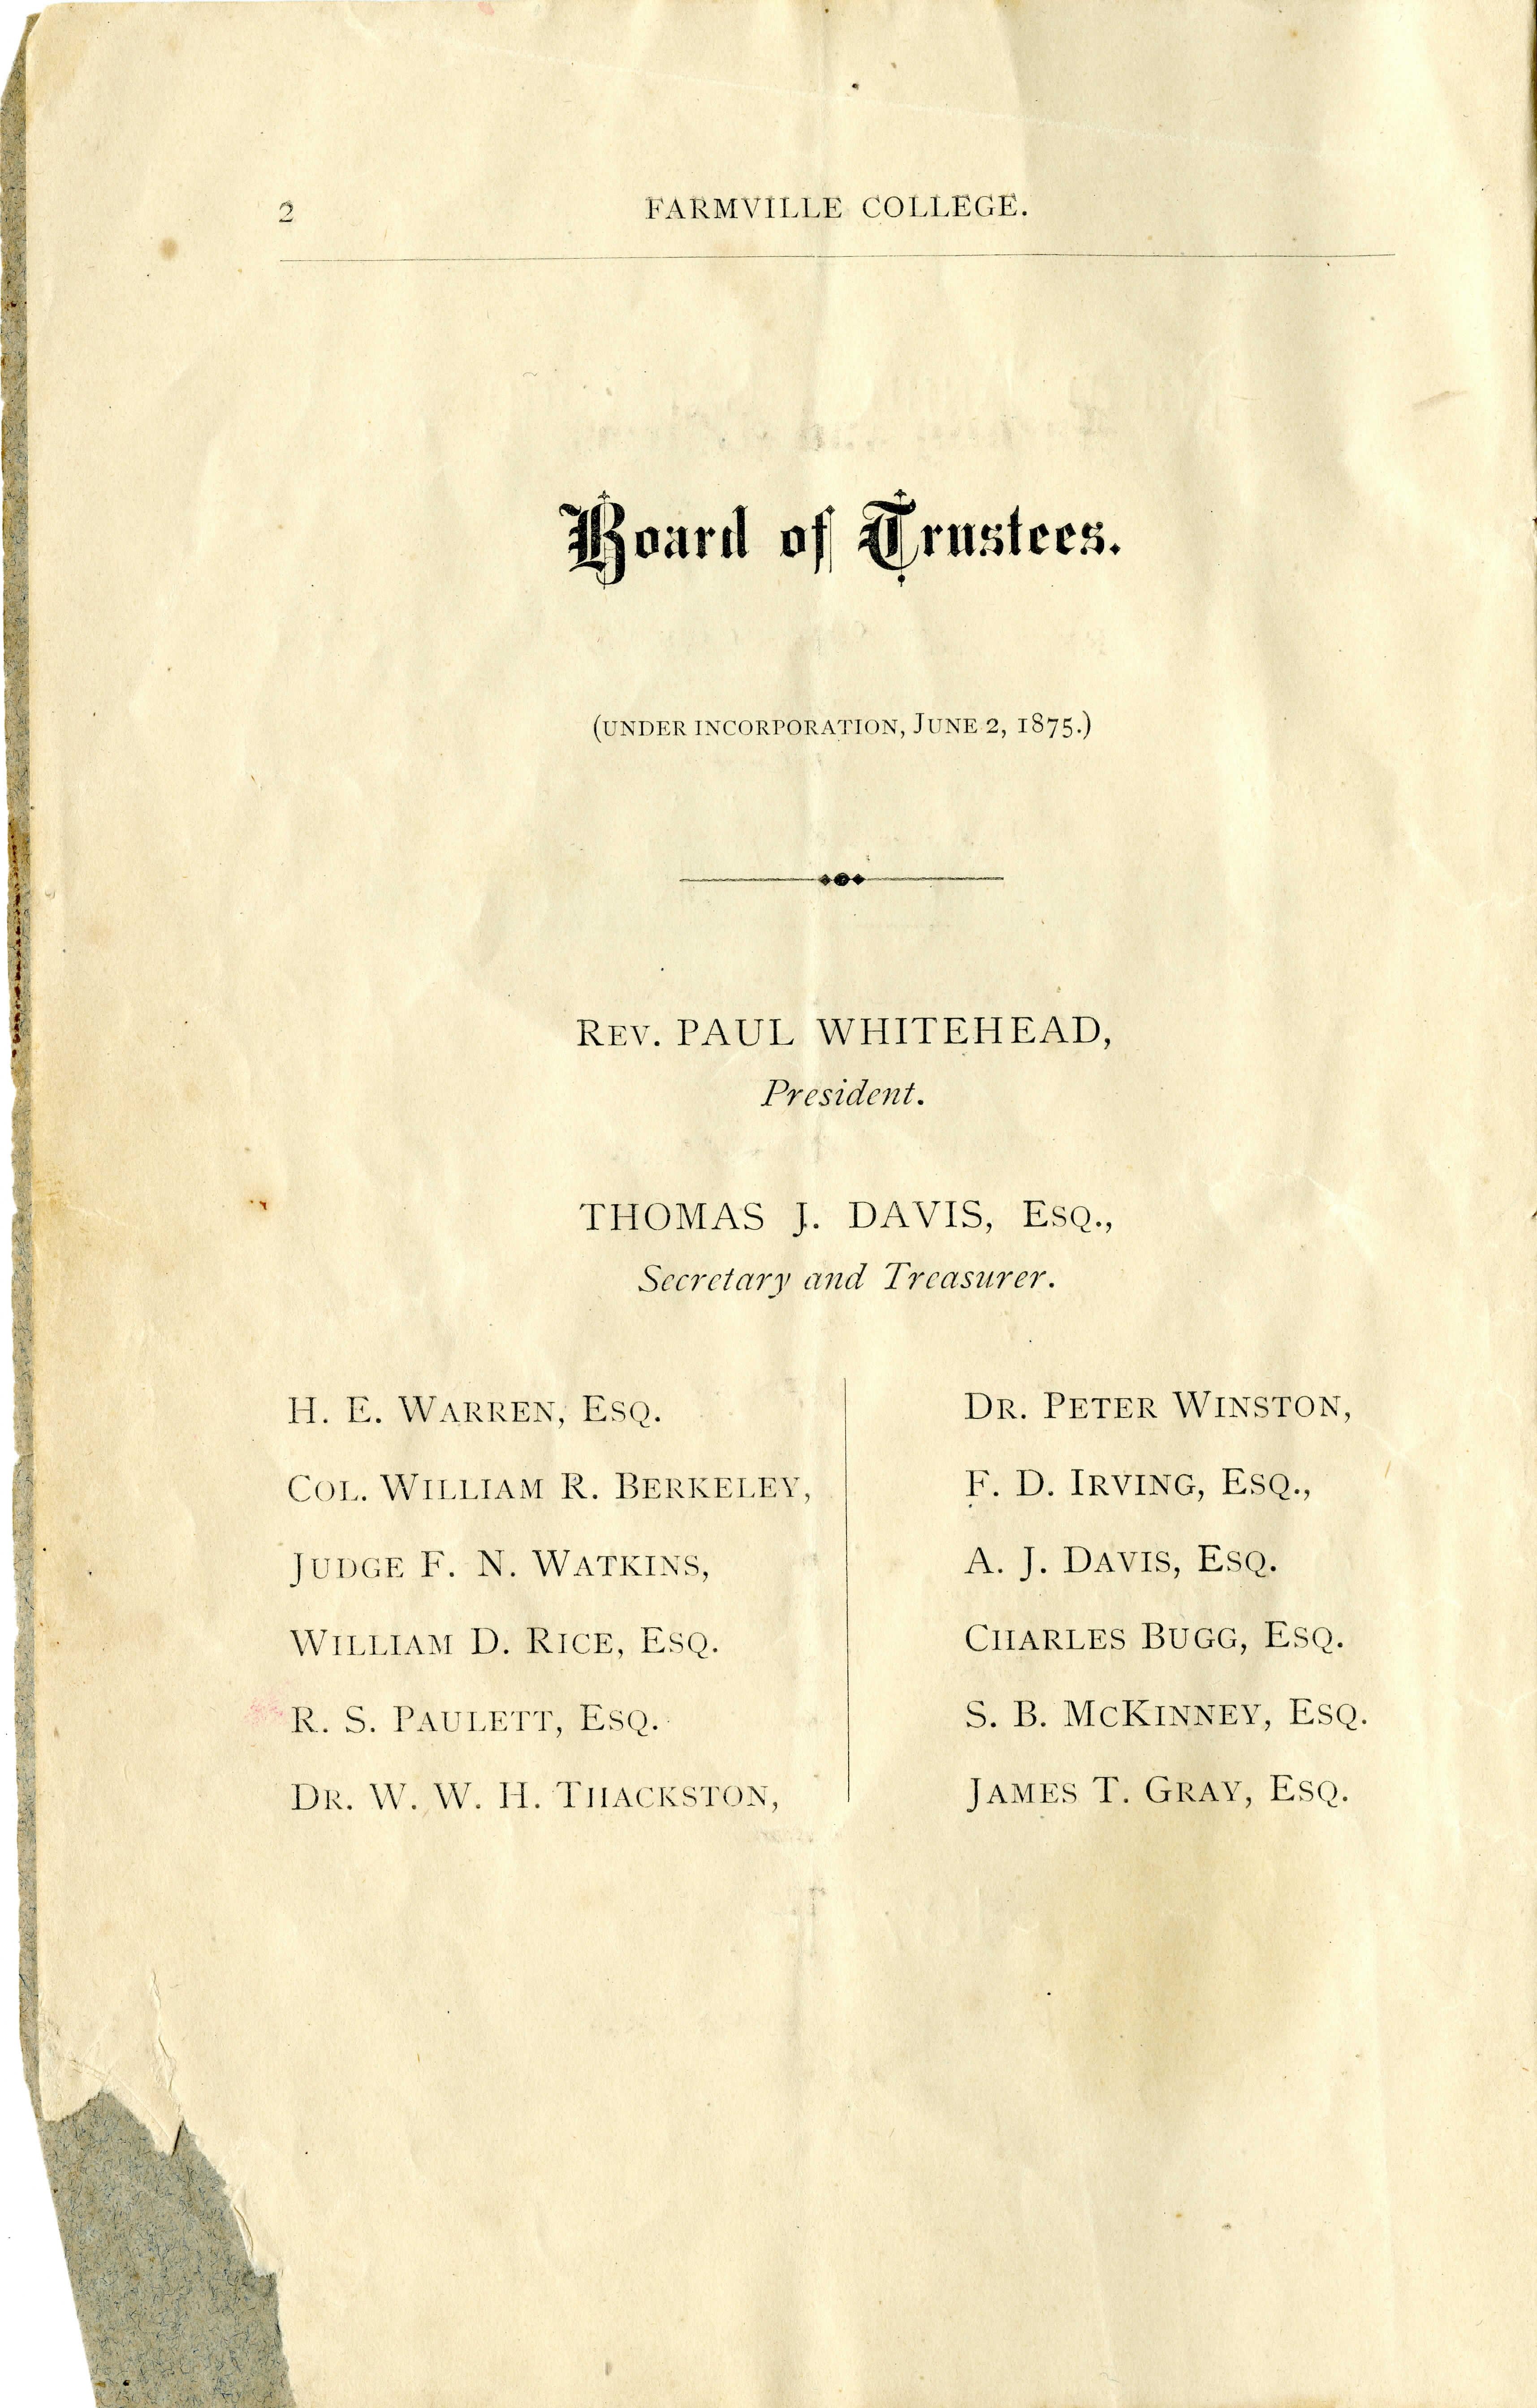 2
FARMVILLE COLLEGE.
Board of Trustees.
(UNDER INCORPORATION, JUNE 2, 1875.)
REV. PAUL WHITEHEAD,
President.
THOMAS J. DAVIS, ESQ.,
Secretary and Treasurer.
H. E. WARREN, ESQ.
COL. WILLIAM R. BERKELEY,
JUDGE F. N. WATKINS,
WILLIAM D. RICE, ESQ.
R. S. PAULETT, ESQ.
DR. W. W. H. THACKSTON,
DR. PETER WINSTON,
F. D. IRVING, ESQ.,
A. J. DAVIS, ESQ.
CHARLES BUGG, ESQ.
S. B. MCKINNEY, ESQ.
JAMES T. GRAY, ESQ.